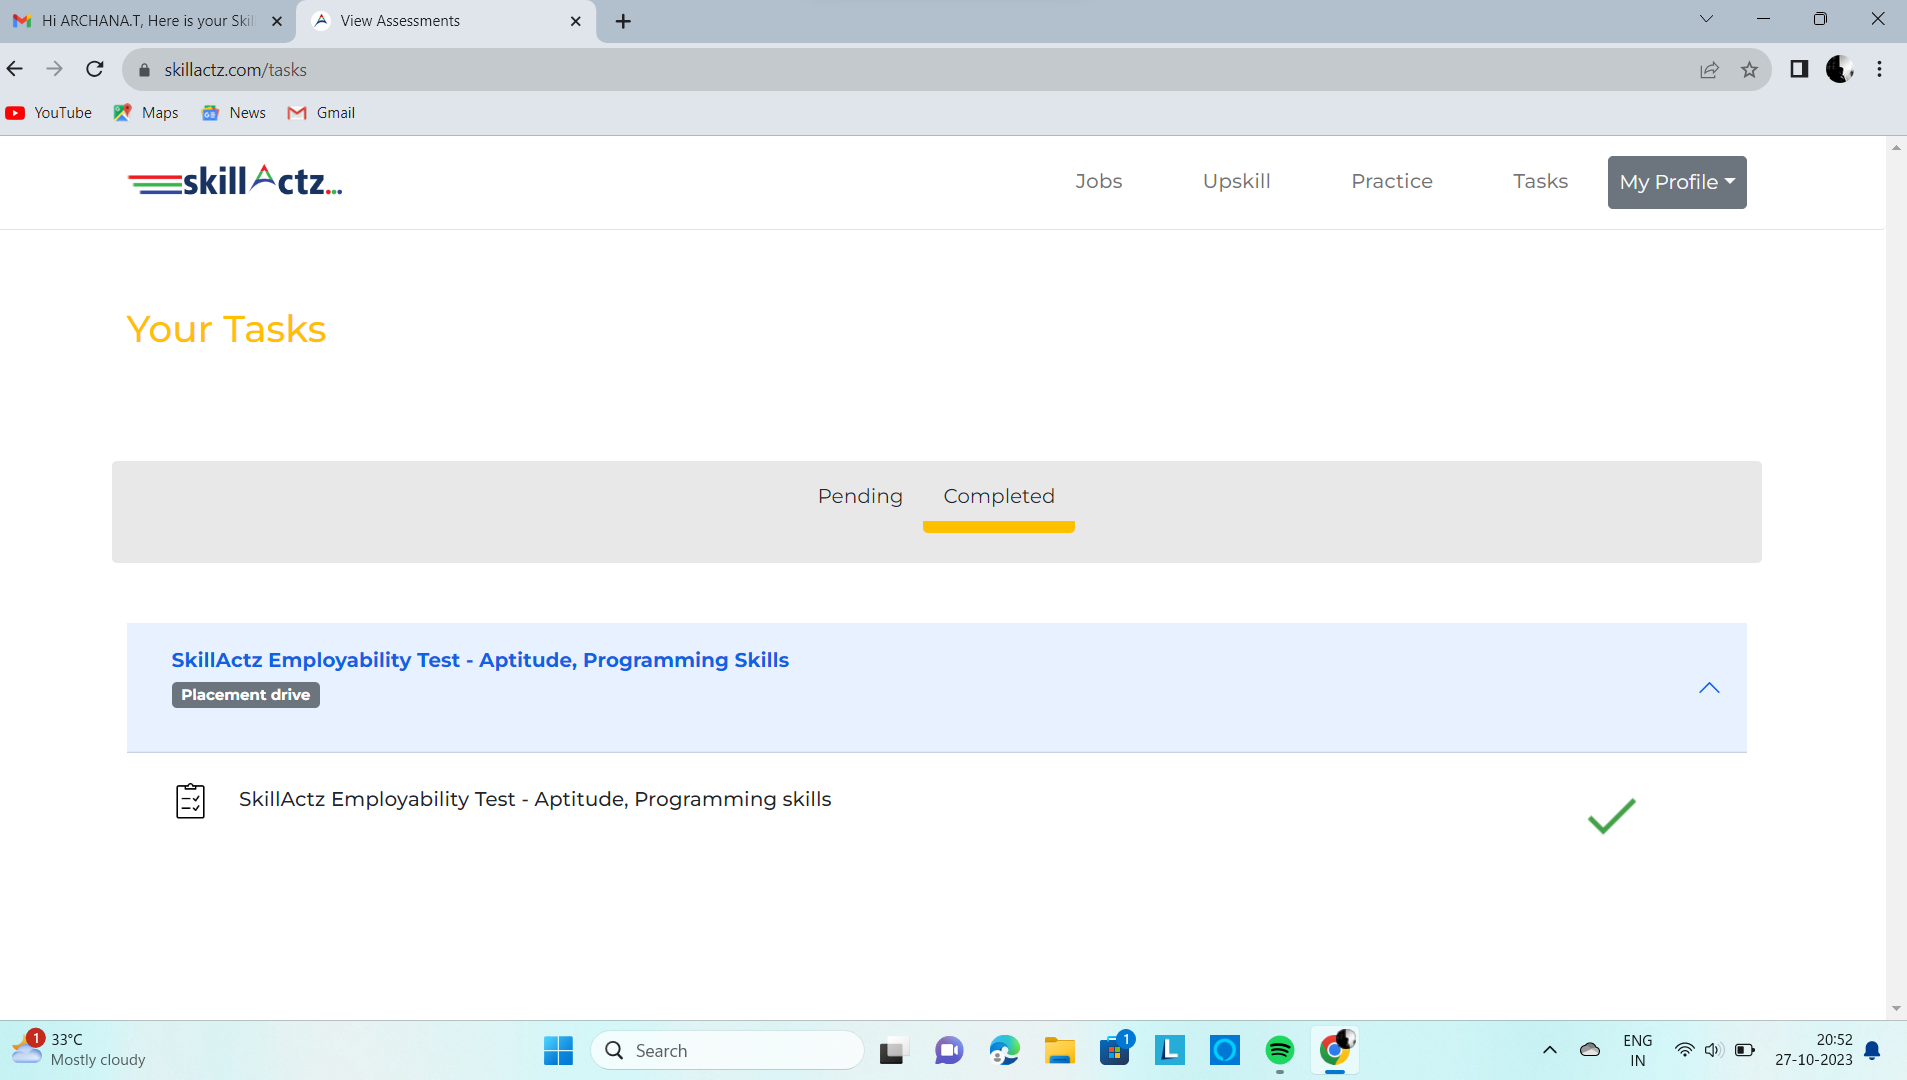 Hi ARCHANA.T, Here is your Skil
View Assessments
skillactz.com/tasks
YouTube
Maps
News
Gmail
skillActz...
Jobs
Upskill
Practice
Tasks
My Profile
Your Tasks
Pending
Completed
SkillActz Employability Test - Aptitude, Programming Skills
Placement drive
SkillActz Employability Test - Aptitude, Programming skills
1
33°C
Mostly cloudy
Search
1
L
ENG
IN
20:52
27-10-2023